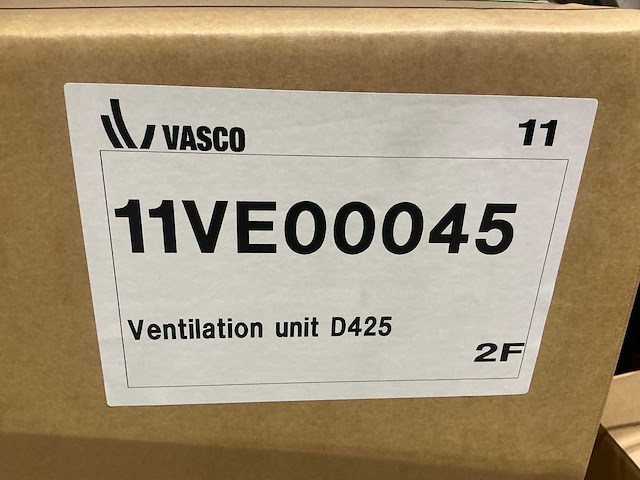 VASCO
11
11VE00045
Ventilation unit D425
2F